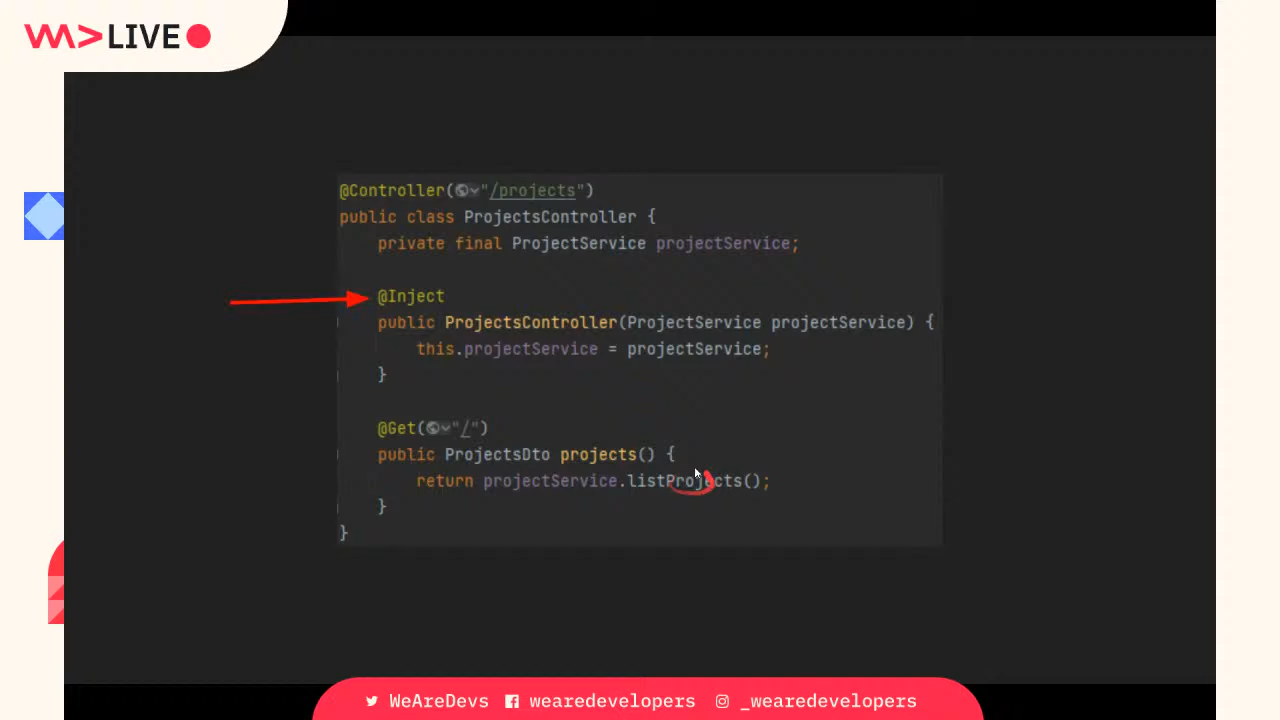 LIVE
@Controller("/projects")
public class ProjectsController {
private final ProjectService projectService;
@Inject
public ProjectsController(ProjectService projectService) {
this.projectService = projectService;
}
@Get("/")
public ProjectsDto projects() {
return projectService.listProjects();
}
}
WeAreDevs wearedevelopers _wearedevelopers